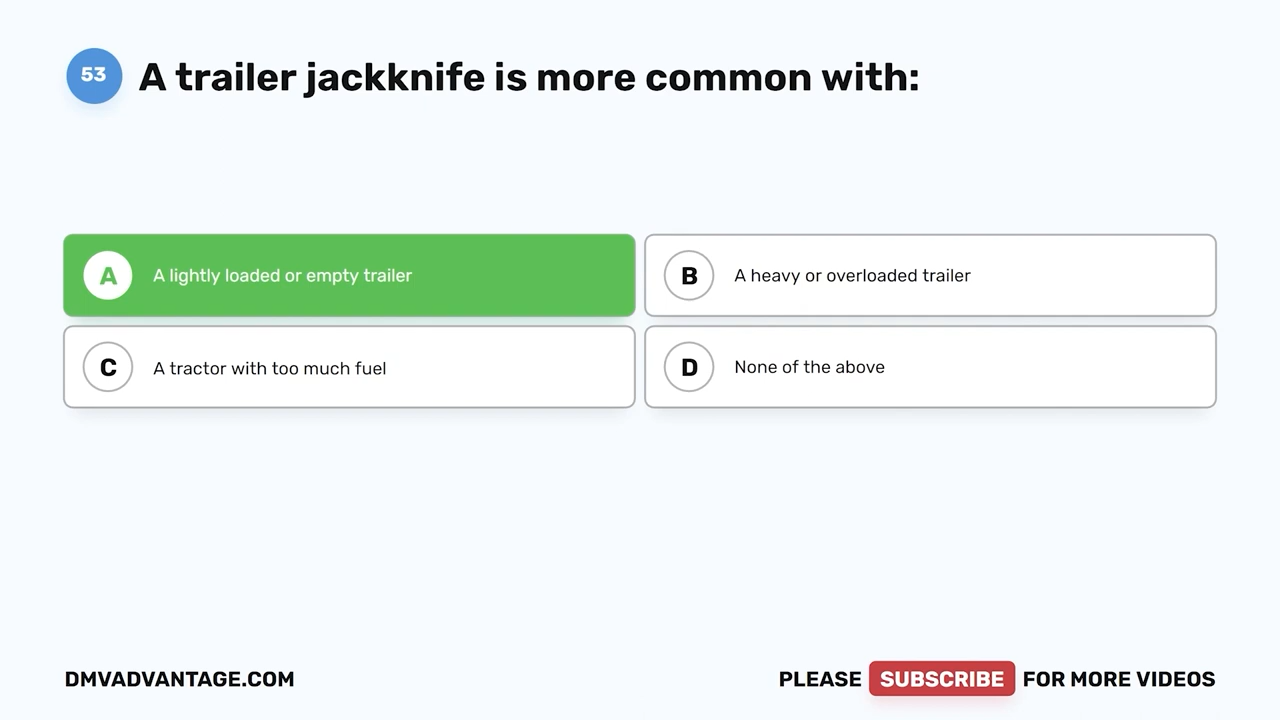 53 A trailer jackknife is more common with:
A A lightly loaded or empty trailer
B A heavy or overloaded trailer
C A tractor with too much fuel
D None of the above
DMVADVANTAGE.COM
PLEASE SUBSCRIBE FOR MORE VIDEOS